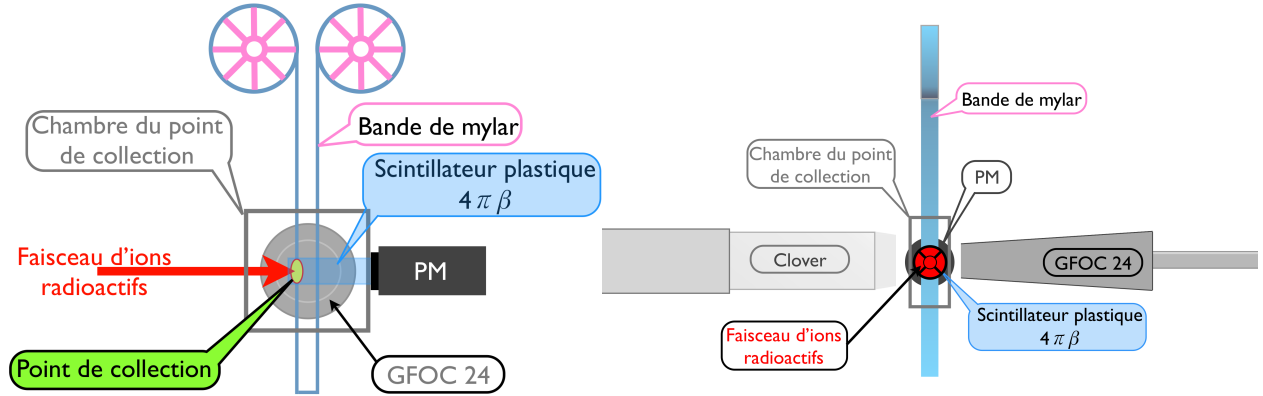 Chambre du point
de collection
Bande de mylar
Scintillateur plastique
4 π β
Faisceau d’ions
radioactifs
PM
Point de collection
GFOC 24
Bande de mylar
Chambre du point
de collection
PM
Clover
GFOC 24
Scintillateur plastique
4 π β
Faisceau d’ions
radioactifs